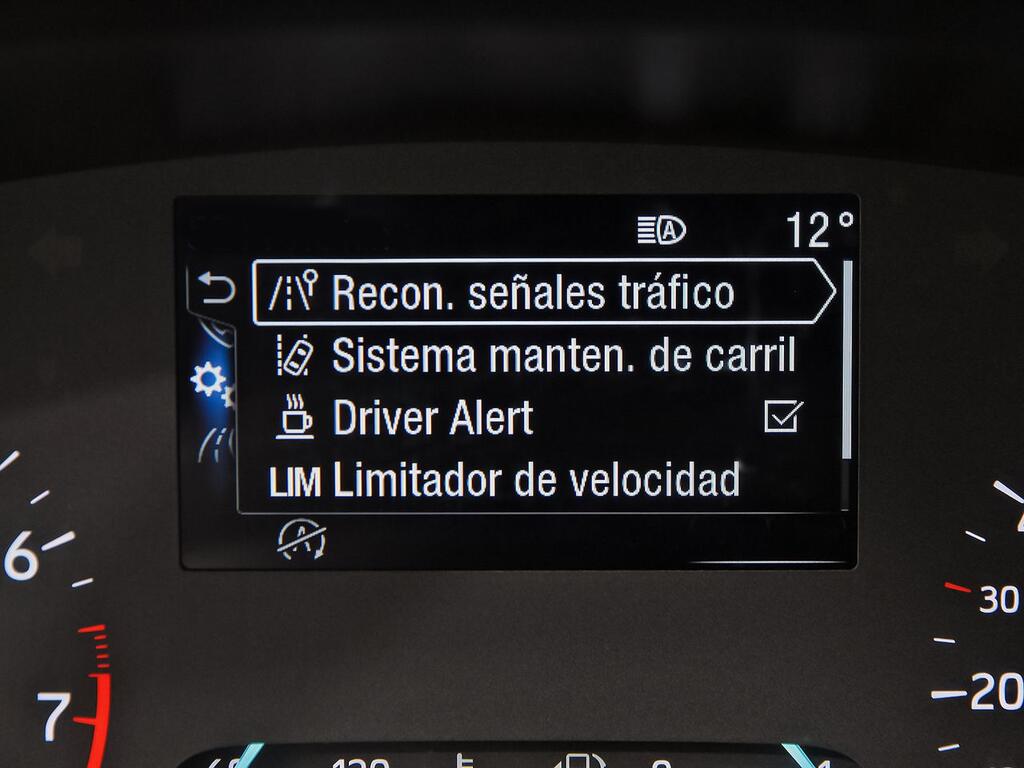 12°
Recon. señales tráfico
Sistema manten. de carril
Driver Alert
LIM Limitador de velocidad
6
7
30
20